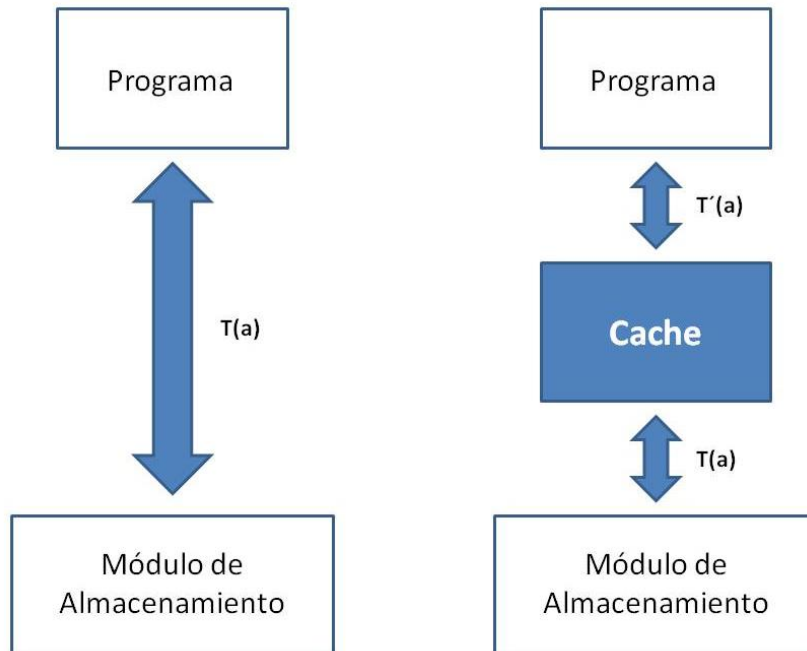 Programa
T(a)
Módulo de
Almacenamiento
Programa
T´(a)
Cache
T(a)
Módulo de
Almacenamiento